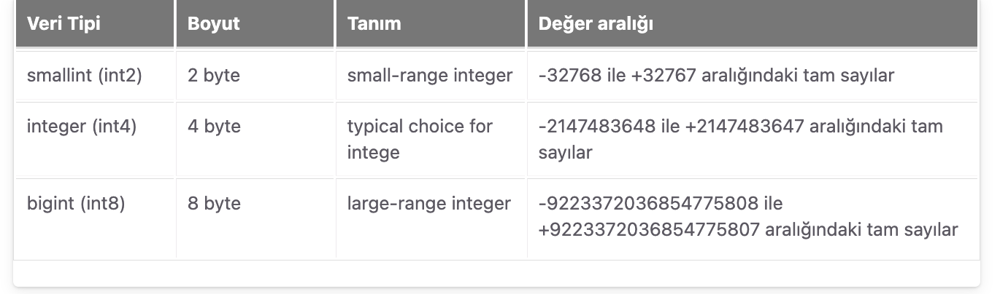 Veri Tipi Boyut Tanım Değer aralığı
smallint (int2) 2 byte small-range integer -32768 ile +32767 aralığındaki tam sayılar
integer (int4) 4 byte typical choice for -2147483648 ile +2147483647 aralığındaki tam
intege sayılar
bigint (int8) 8 byte large-range integer -9223372036854775808 ile
+9223372036854775807 aralığındaki tam sayılar